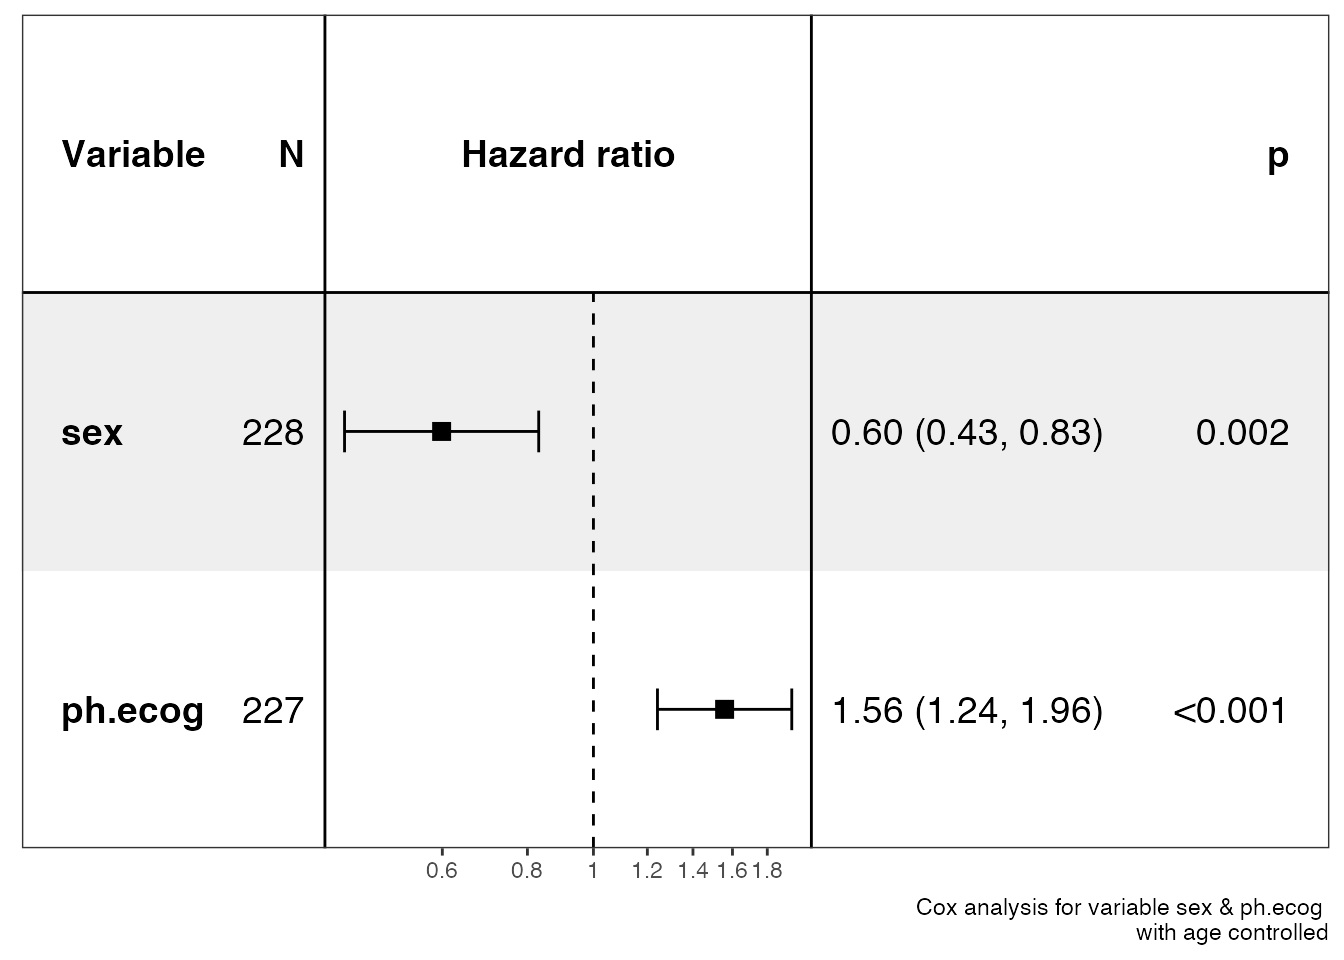 Variable N Hazard ratio p
sex 228 0.60 (0.43, 0.83) 0.002
ph.ecog 227 1.56 (1.24, 1.96) <0.001
0.6 0.8 1 1.2 1.4 1.6 1.8
Cox analysis for variable sex & ph.ecog
with age controlled